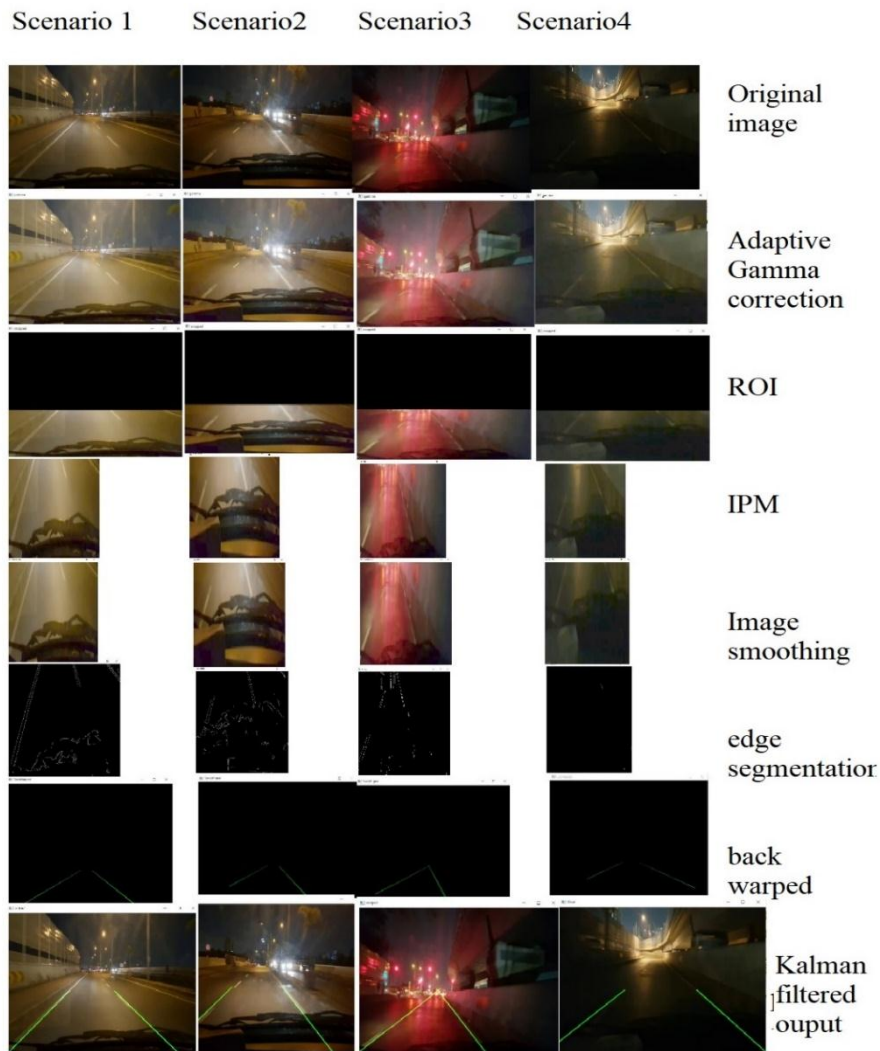 Scenario 1 Scenario2 Scenario3 Scenario4
Original
image
Adaptive
Gamma
correction
ROI
IPM
Image
smoothing
edge
segmentation
back
warped
Kalman
filtered
ouput